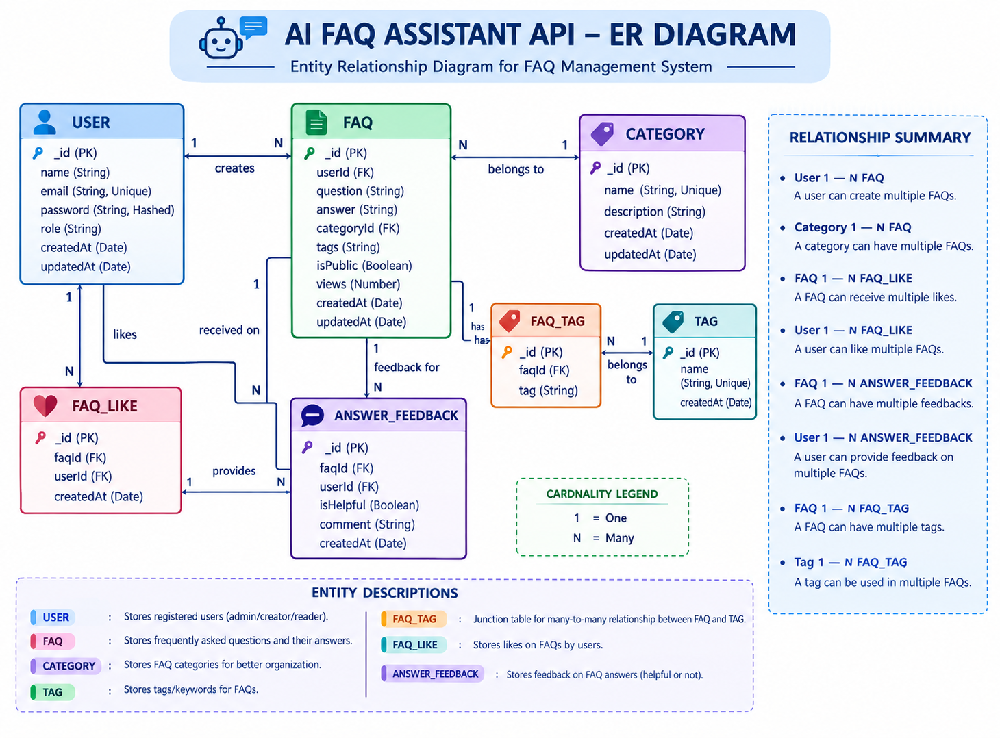 AI FAQ ASSISTANT API – ER DIAGRAM
Entity Relationship Diagram for FAQ Management System
USER
_id (PK)
name (String)
email (String, Unique)
password (String, Hashed)
role (String)
createdAt (Date)
updatedAt (Date)
1
N
creates
FAQ
_id (PK)
userId (FK)
question (String)
answer (String)
categoryId (FK)
tags (String)
isPublic (Boolean)
views (Number)
createdAt (Date)
updatedAt (Date)
N
1
belongs to
CATEGORY
_id (PK)
name (String, Unique)
description (String)
createdAt (Date)
updatedAt (Date)
1
N
likes
1
received on
N
1
feedback for
N
1
has
has
FAQ_TAG
_id (PK)
faqId (FK)
tag (String)
N
1
belongs
to
TAG
_id (PK)
name
(String, Unique)
createdAt (Date)
FAQ_LIKE
_id (PK)
faqId (FK)
userId (FK)
createdAt (Date)
provides
1
N
ANSWER_FEEDBACK
_id (PK)
faqId (FK)
userId (FK)
isHelpful (Boolean)
comment (String)
createdAt (Date)
CARDNALITY LEGEND
1 = One
N = Many
RELATIONSHIP SUMMARY
• User 1 — N FAQ
A user can create multiple FAQs.
• Category 1 — N FAQ
A category can have multiple FAQs.
• FAQ 1 — N FAQ_LIKE
A FAQ can receive multiple likes.
• User 1 — N FAQ_LIKE
A user can like multiple FAQs.
• FAQ 1 — N ANSWER_FEEDBACK
A FAQ can have multiple feedbacks.
• User 1 — N ANSWER_FEEDBACK
A user can provide feedback on
multiple FAQs.
• FAQ 1 — N FAQ_TAG
A FAQ can have multiple tags.
• Tag 1 — N FAQ_TAG
A tag can be used in multiple FAQs.
ENTITY DESCRIPTIONS
USER : Stores registered users (admin/creator/reader).
FAQ : Stores frequently asked questions and their answers.
CATEGORY : Stores FAQ categories for better organization.
TAG : Stores tags/keywords for FAQs.
FAQ_TAG : Junction table for many-to-many relationship between FAQ and TAG.
FAQ_LIKE : Stores likes on FAQs by users.
ANSWER_FEEDBACK : Stores feedback on FAQ answers (helpful or not).